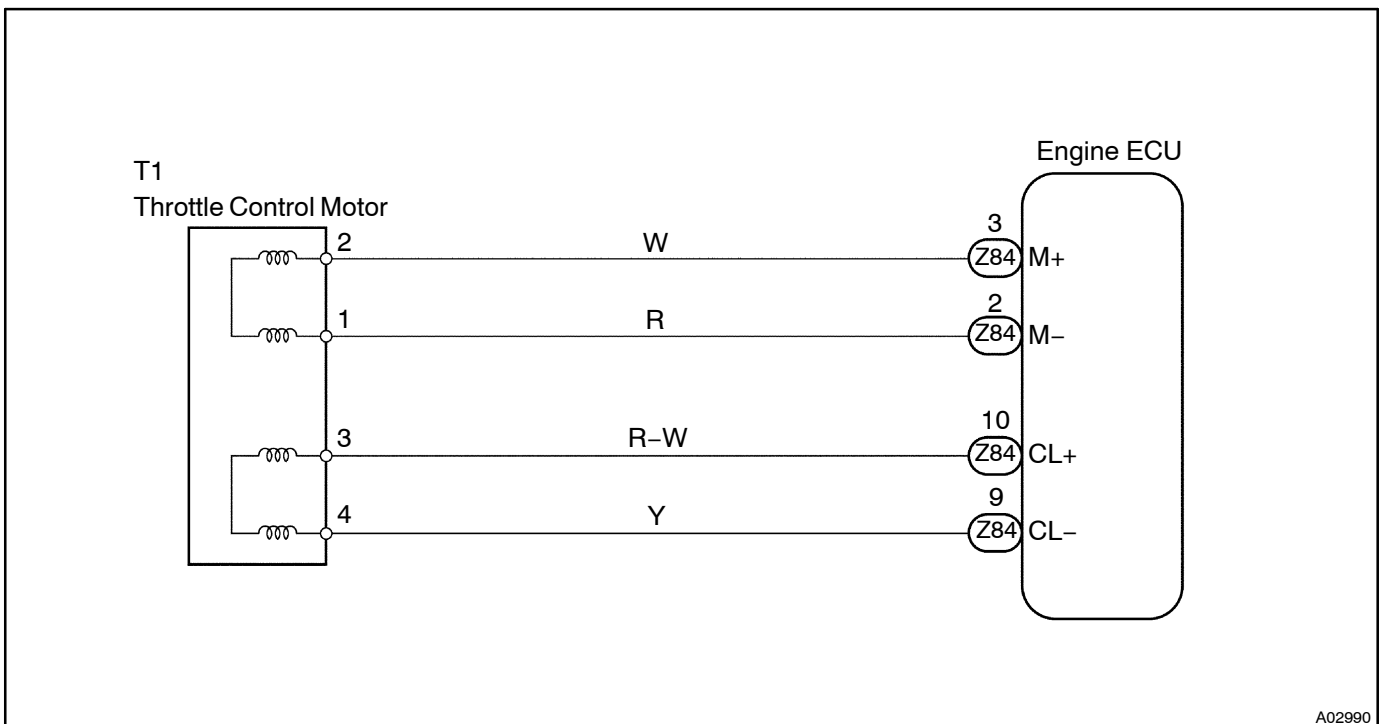 Engine ECU
T1
Throttle Control Motor
2 W 3 Z84 M+
1 R 2 Z84 M−
3 R−W 10 Z84 CL+
4 Y 9 Z84 CL−
A02990